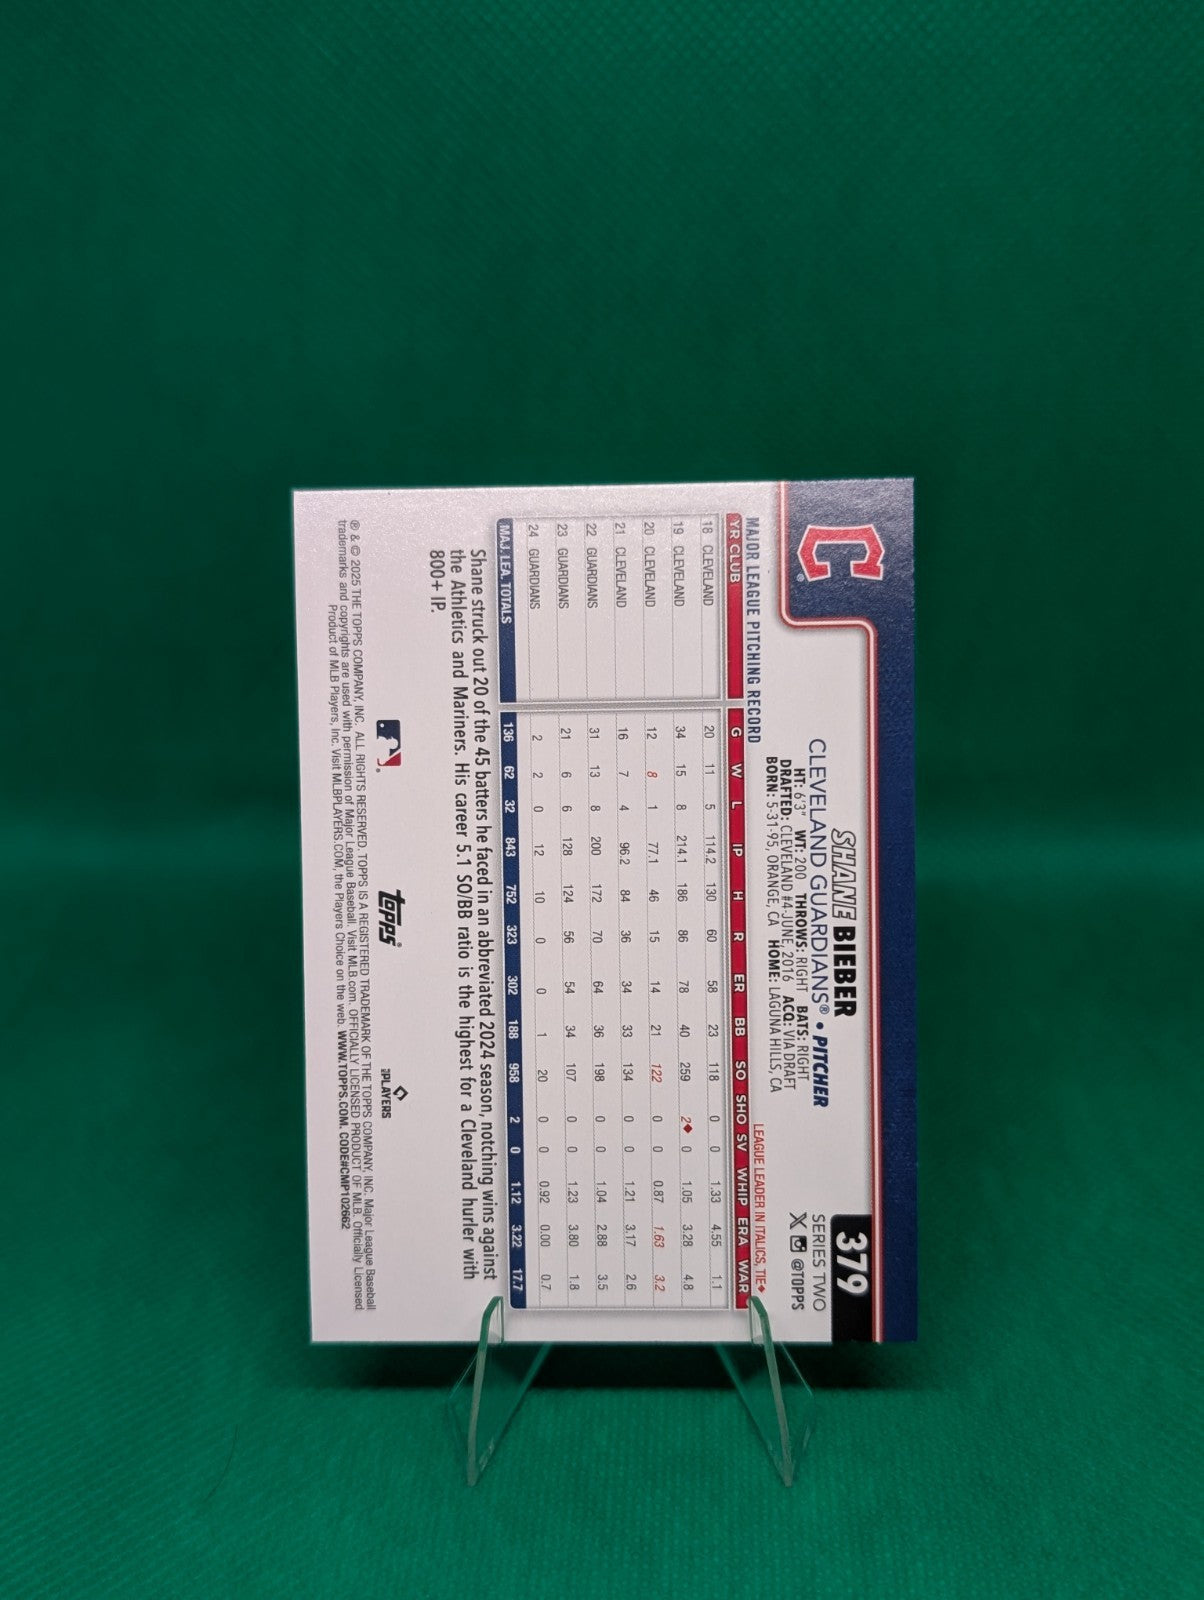 C
SHANE BIEBER
379
CLEVELAND GUARDIANS® • PITCHER
SERIES TWO
HT: 6'3" WT: 200 THROWS: RIGHT BATS: RIGHT
DRAFTED: CLEVELAND #4-JUNE, 2016 ACQ: VIA DRAFT
BORN: 5-31-95, ORANGE, CA HOME: LAGUNA HILLS, CA
X @TOPPS
MAJOR LEAGUE PITCHING RECORD
LEAGUE LEADER IN ITALICS, TIE♦
YR CLUB G W L IP H R ER BB SO SHO SV WHIP ERA WAR
18 CLEVELAND 20 11 5 114.2 130 60 58 23 118 0 0 1.33 4.55 1.1
19 CLEVELAND 34 15 8 214.1 186 86 78 40 259 2♦ 0 1.05 3.28 4.8
20 CLEVELAND 12 8 1 77.1 46 15 14 21 122 0 0 0.87 1.63 3.2
21 CLEVELAND 16 7 4 96.2 84 36 34 33 134 0 0 1.21 3.17 2.6
22 GUARDIANS 31 13 8 200 172 70 64 36 198 0 0 1.04 2.88 3.5
23 GUARDIANS 21 6 6 128 124 56 54 34 107 0 0 1.23 3.80 1.8
24 GUARDIANS 2 2 0 12 10 0 0 1 20 0 0 0.92 0.00 0.7
MAJ. LEA. TOTALS 136 62 32 843 752 323 302 188 958 2 0 1.12 3.22 17.7
Shane struck out 20 of the 45 batters he faced in an abbreviated 2024 season, notching wins against
the Athletics and Mariners. His career 5.1 SO/BB ratio is the highest for a Cleveland hurler with
800+ IP.
topps®
PLAYERS
® & © 2025 THE TOPPS COMPANY, INC. ALL RIGHTS RESERVED. TOPPS IS A REGISTERED TRADEMARK OF THE TOPPS COMPANY, INC. Major League Baseball
trademarks and copyrights are used with permission of Major League Baseball. Visit MLB.com. OFFICIALLY LICENSED PRODUCT OF MLB. Officially Licensed
Product of MLB Players, Inc. Visit MLBPLAYERS.COM, the Players Choice on the web. WWW.TOPPS.COM. CODE#CMP102662